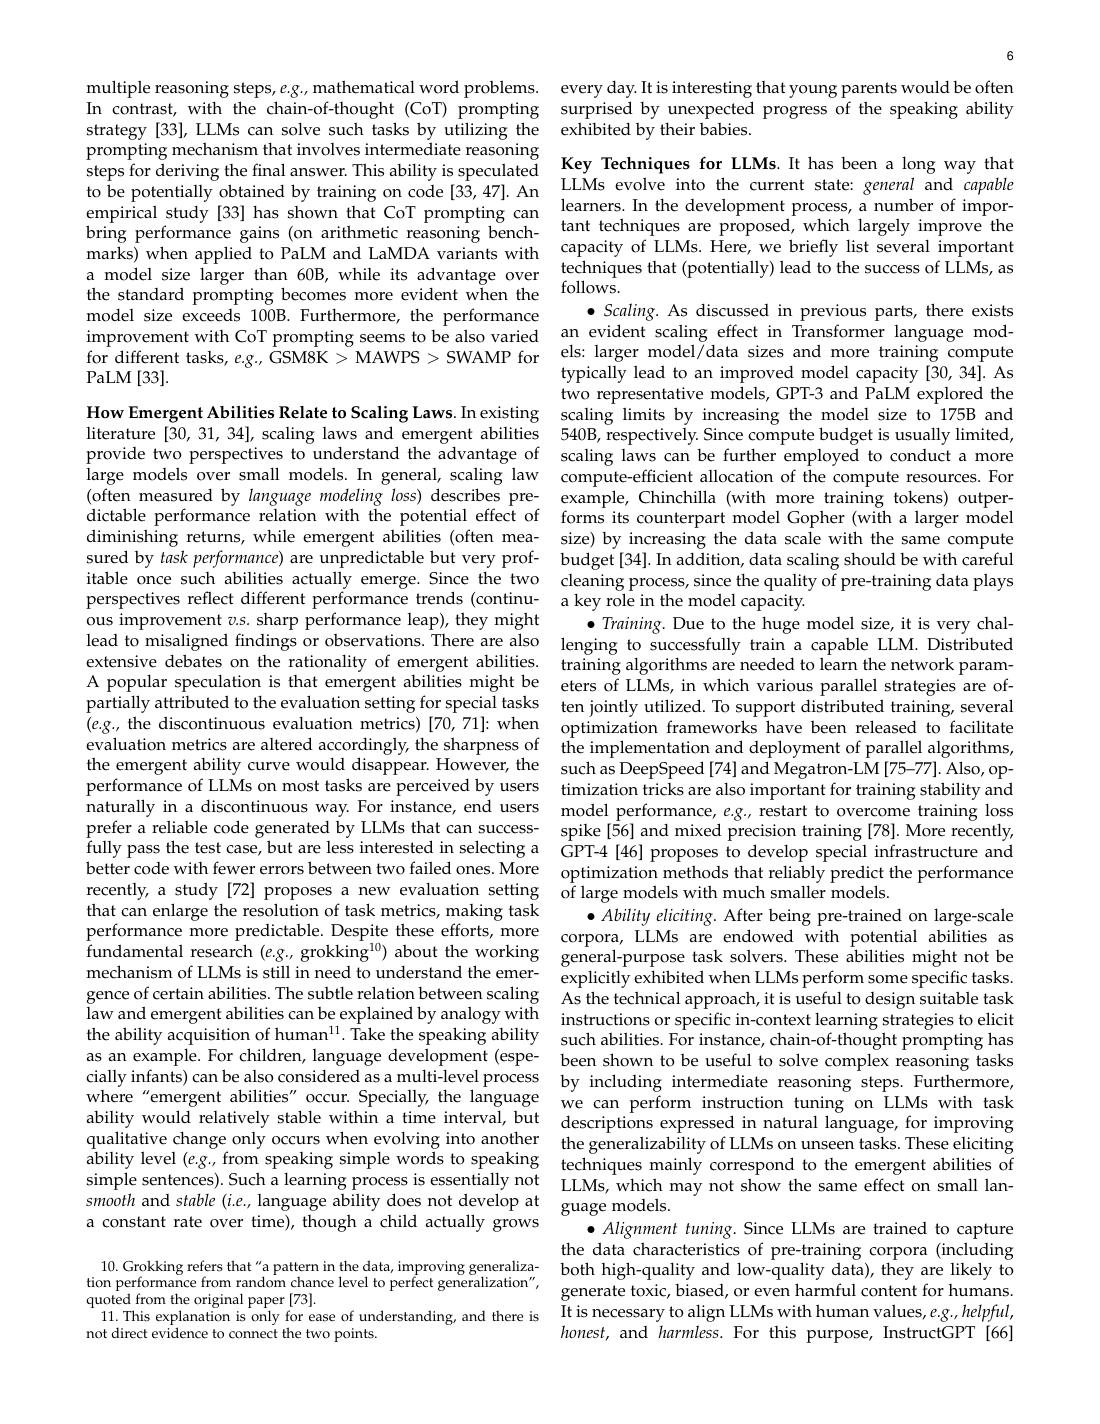 6
multiple reasoning steps, e.g., mathematical word problems.
In contrast, with the chain-of-thought (CoT) prompting
strategy [33], LLMs can solve such tasks by utilizing the
prompting mechanism that involves intermediate reasoning
steps for deriving the final answer. This ability is speculated
to be potentially obtained by training on code [33, 47]. An
empirical study [33] has shown that CoT prompting can
bring performance gains (on arithmetic reasoning bench-
marks) when applied to PaLM and LaMDA variants with
a model size larger than 60B, while its advantage over
the standard prompting becomes more evident when the
model size exceeds 100B. Furthermore, the performance
improvement with CoT prompting seems to be also varied
for different tasks, e.g., GSM8K > MAWPS > SWAMP for
PaLM [33].
How Emergent Abilities Relate to Scaling Laws. In existing
literature [30, 31, 34], scaling laws and emergent abilities
provide two perspectives to understand the advantage of
large models over small models. In general, scaling law
(often measured by language modeling loss) describes pre-
dictable performance relation with the potential effect of
diminishing returns, while emergent abilities (often mea-
sured by task performance) are unpredictable but very prof-
itable once such abilities actually emerge. Since the two
perspectives reflect different performance trends (continu-
ous improvement v.s. sharp performance leap), they might
lead to misaligned findings or observations. There are also
extensive debates on the rationality of emergent abilities.
A popular speculation is that emergent abilities might be
partially attributed to the evaluation setting for special tasks
(e.g., the discontinuous evaluation metrics) [70, 71]: when
evaluation metrics are altered accordingly, the sharpness of
the emergent ability curve would disappear. However, the
performance of LLMs on most tasks are perceived by users
naturally in a discontinuous way. For instance, end users
prefer a reliable code generated by LLMs that can success-
fully pass the test case, but are less interested in selecting a
better code with fewer errors between two failed ones. More
recently, a study [72] proposes a new evaluation setting
that can enlarge the resolution of task metrics, making task
performance more predictable. Despite these efforts, more
fundamental research (e.g., grokking10) about the working
mechanism of LLMs is still in need to understand the emer-
gence of certain abilities. The subtle relation between scaling
law and emergent abilities can be explained by analogy with
the ability acquisition of human11. Take the speaking ability
as an example. For children, language development (espe-
cially infants) can be also considered as a multi-level process
where “emergent abilities” occur. Specially, the language
ability would relatively stable within a time interval, but
qualitative change only occurs when evolving into another
ability level (e.g., from speaking simple words to speaking
simple sentences). Such a learning process is essentially not
smooth and stable (i.e., language ability does not develop at
a constant rate over time), though a child actually grows
10. Grokking refers that “a pattern in the data, improving generaliza-
tion performance from random chance level to perfect generalization”,
quoted from the original paper [73].
11. This explanation is only for ease of understanding, and there is
not direct evidence to connect the two points.
every day. It is interesting that young parents would be often
surprised by unexpected progress of the speaking ability
exhibited by their babies.
Key Techniques for LLMs. It has been a long way that
LLMs evolve into the current state: general and capable
learners. In the development process, a number of impor-
tant techniques are proposed, which largely improve the
capacity of LLMs. Here, we briefly list several important
techniques that (potentially) lead to the success of LLMs, as
follows.
• Scaling. As discussed in previous parts, there exists
an evident scaling effect in Transformer language mod-
els: larger model/data sizes and more training compute
typically lead to an improved model capacity [30, 34]. As
two representative models, GPT-3 and PaLM explored the
scaling limits by increasing the model size to 175B and
540B, respectively. Since compute budget is usually limited,
scaling laws can be further employed to conduct a more
compute-efficient allocation of the compute resources. For
example, Chinchilla (with more training tokens) outper-
forms its counterpart model Gopher (with a larger model
size) by increasing the data scale with the same compute
budget [34]. In addition, data scaling should be with careful
cleaning process, since the quality of pre-training data plays
a key role in the model capacity.
• Training. Due to the huge model size, it is very chal-
lenging to successfully train a capable LLM. Distributed
training algorithms are needed to learn the network param-
eters of LLMs, in which various parallel strategies are of-
ten jointly utilized. To support distributed training, several
optimization frameworks have been released to facilitate
the implementation and deployment of parallel algorithms,
such as DeepSpeed [74] and Megatron-LM [75–77]. Also, op-
timization tricks are also important for training stability and
model performance, e.g., restart to overcome training loss
spike [56] and mixed precision training [78]. More recently,
GPT-4 [46] proposes to develop special infrastructure and
optimization methods that reliably predict the performance
of large models with much smaller models.
• Ability eliciting. After being pre-trained on large-scale
corpora, LLMs are endowed with potential abilities as
general-purpose task solvers. These abilities might not be
explicitly exhibited when LLMs perform some specific tasks.
As the technical approach, it is useful to design suitable task
instructions or specific in-context learning strategies to elicit
such abilities. For instance, chain-of-thought prompting has
been shown to be useful to solve complex reasoning tasks
by including intermediate reasoning steps. Furthermore,
we can perform instruction tuning on LLMs with task
descriptions expressed in natural language, for improving
the generalizability of LLMs on unseen tasks. These eliciting
techniques mainly correspond to the emergent abilities of
LLMs, which may not show the same effect on small lan-
guage models.
• Alignment tuning. Since LLMs are trained to capture
the data characteristics of pre-training corpora (including
both high-quality and low-quality data), they are likely to
generate toxic, biased, or even harmful content for humans.
It is necessary to align LLMs with human values, e.g., helpful,
honest, and harmless. For this purpose, InstructGPT [66]